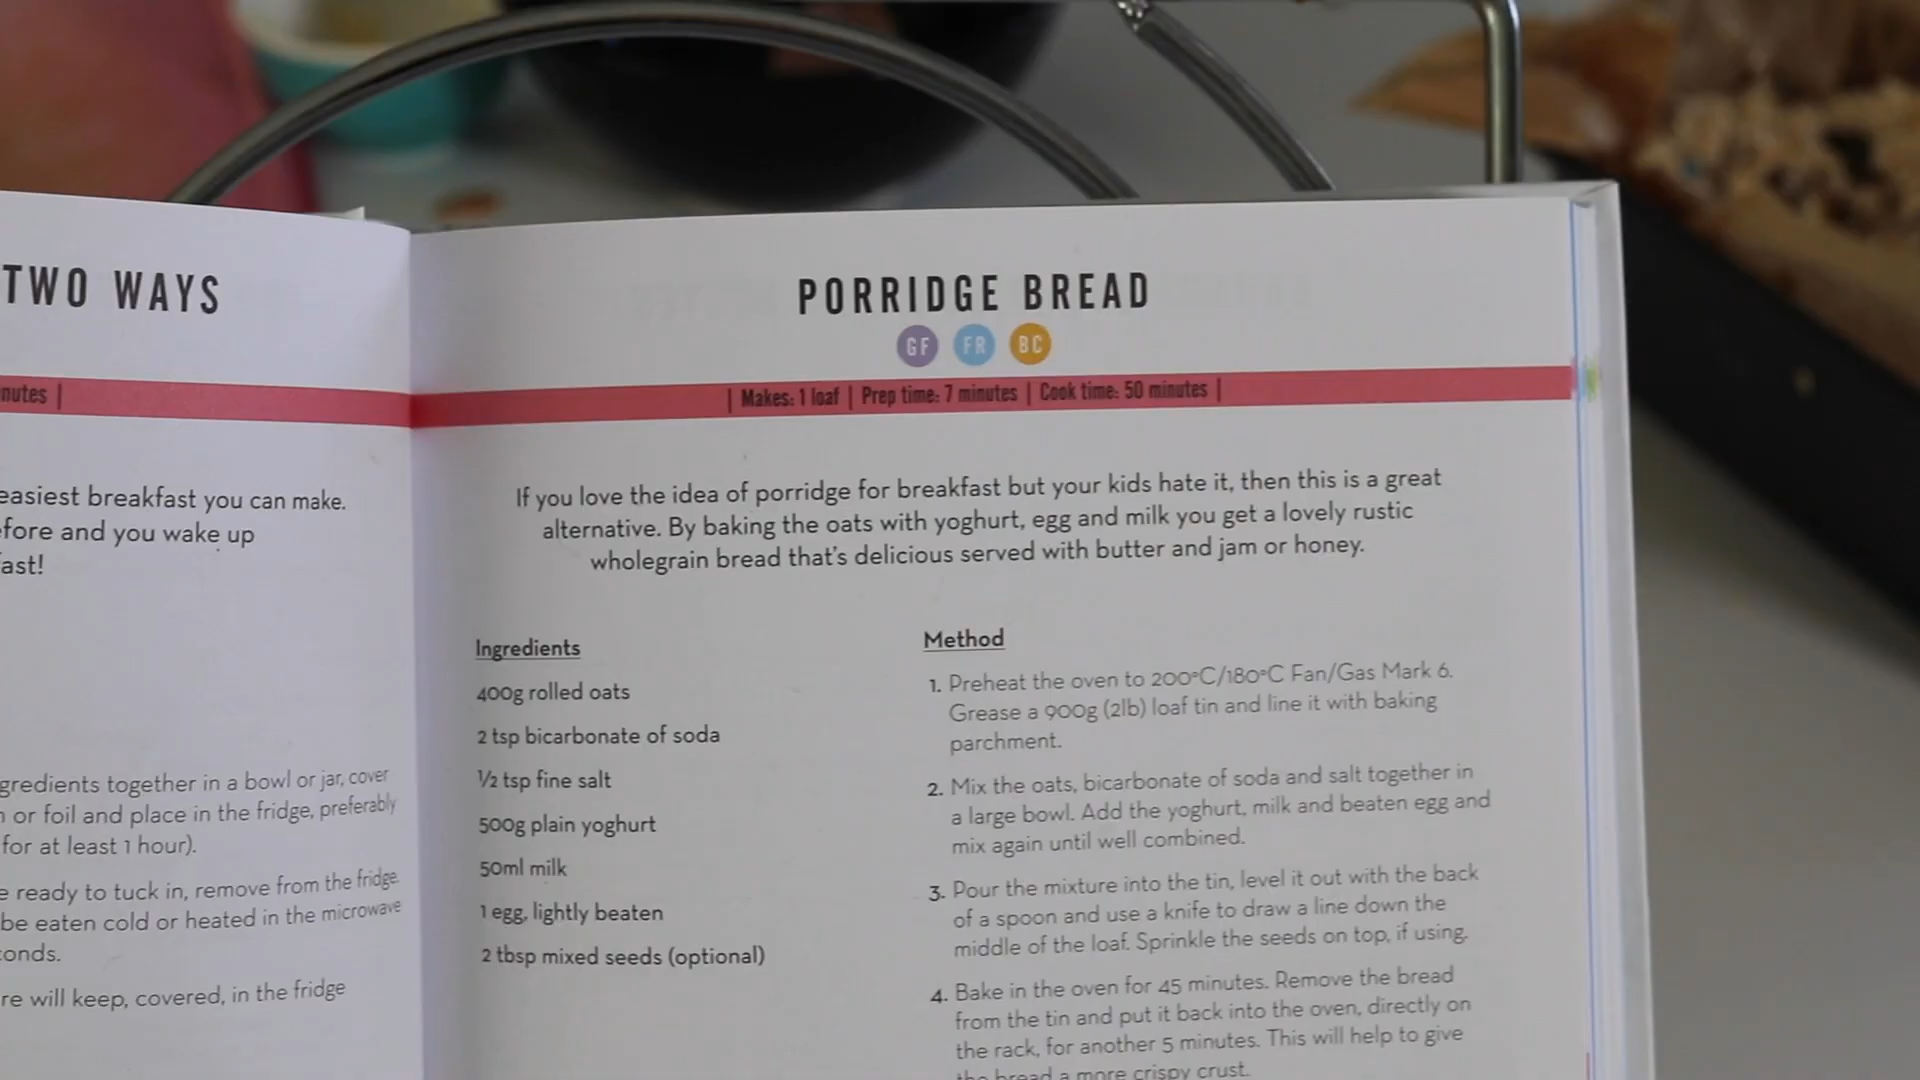 TWO WAYS
nutes |
easiest breakfast you can make.
fore and you wake up
ast!
gredients together in a bowl or jar, cover
or foil and place in the fridge, preferably
for at least 1 hour).
e ready to tuck in, remove from the fridge.
be eaten cold or heated in the microwave
onds.
re will keep, covered, in the fridge
PORRIDGE BREAD
GF FR BC
| Makes: 1 loaf | Prep time: 7 minutes | Cook time: 50 minutes |
If you love the idea of porridge for breakfast but your kids hate it, then this is a great
alternative. By baking the oats with yoghurt, egg and milk you get a lovely rustic
wholegrain bread that's delicious served with butter and jam or honey.
Ingredients
400g rolled oats
2 tsp bicarbonate of soda
½ tsp fine salt
500g plain yoghurt
50ml milk
1 egg, lightly beaten
2 tbsp mixed seeds (optional)
Method
1. Preheat the oven to 200°C/180°C Fan/Gas Mark 6.
Grease a 900g (2lb) loaf tin and line it with baking
parchment.
2. Mix the oats, bicarbonate of soda and salt together in
a large bowl. Add the yoghurt, milk and beaten egg and
mix again until well combined.
3. Pour the mixture into the tin, level it out with the back
of a spoon and use a knife to draw a line down the
middle of the loaf. Sprinkle the seeds on top, if using.
4. Bake in the oven for 45 minutes. Remove the bread
from the tin and put it back into the oven, directly on
the rack, for another 5 minutes. This will help to give
the bread a more crispy crust.